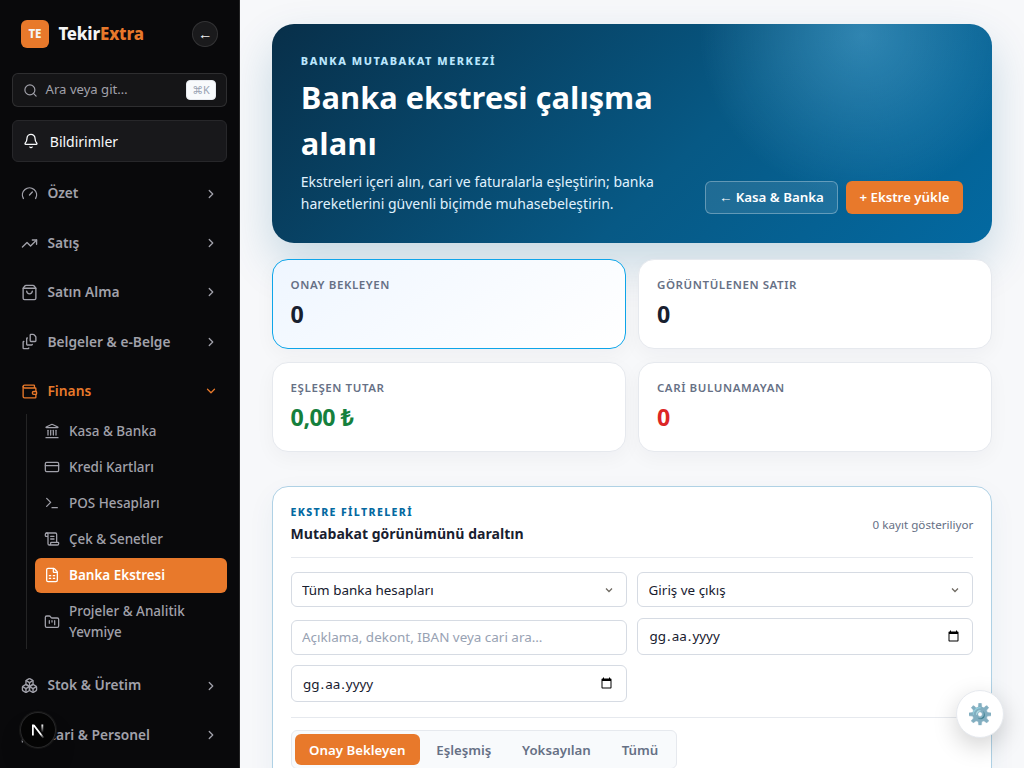 TE TekirExtra ←
Ara veya git... ⌘K
Bildirimler
Özet
Satış
Satın Alma
Belgeler & e-Belge
Finans
Kasa & Banka
Kredi Kartları
POS Hesapları
Çek & Senetler
Banka Ekstresi
Projeler & Analitik
Yevmiye
Stok & Üretim
N
ari & Personel
BANKA MUTABAKAT MERKEZİ
Banka ekstresi çalışma
alanı
Ekstreleri içeri alın, cari ve faturalarla eşleştirin; banka
hareketlerini güvenli biçimde muhasebeleştirin.
← Kasa & Banka
+ Ekstre yükle
ONAY BEKLEYEN
0
GÖRÜNTÜLENEN SATIR
0
EŞLEŞEN TUTAR
0,00 ₺
CARİ BULUNAMAYAN
0
EKSTRE FİLTRELERİ
Mutabakat görünümünü daraltın
0 kayıt gösteriliyor
Tüm banka hesapları
Giriş ve çıkış
Açıklama, dekont, IBAN veya cari ara...
gg.aa.yyyy
gg.aa.yyyy
Onay Bekleyen Eşleşmiş Yoksayılan Tümü